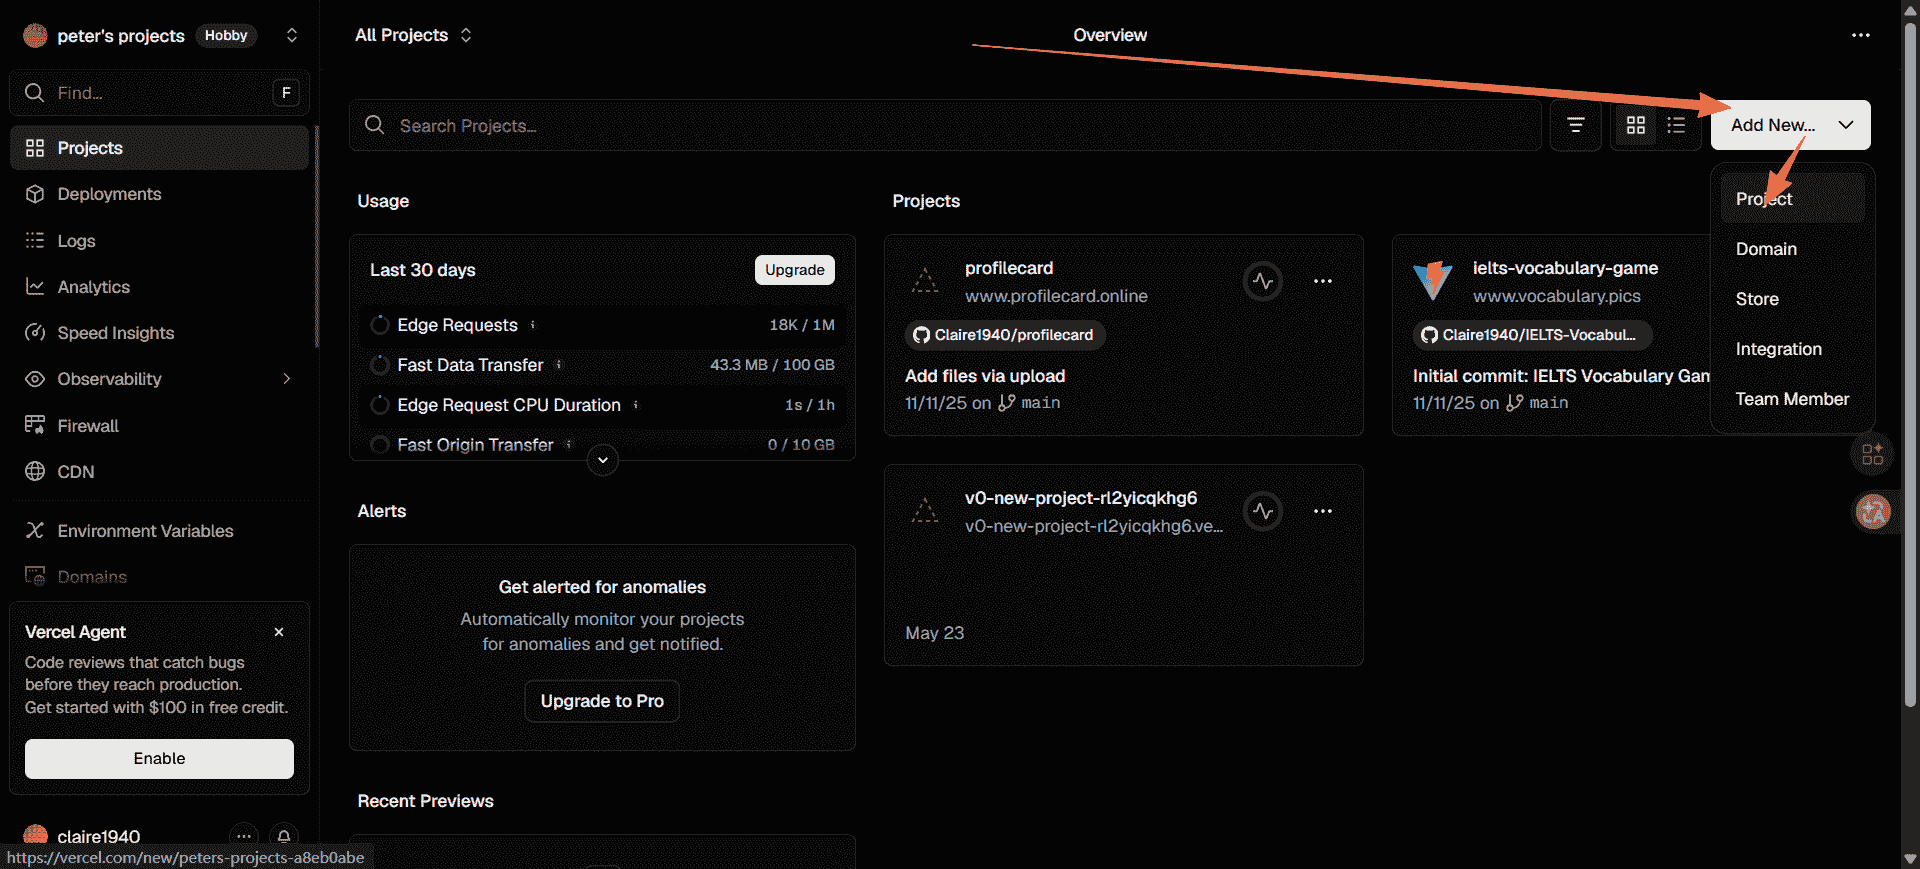 peter's projects Hobby
Find... F
Projects
Deployments
Logs
Analytics
Speed Insights
Observability
Firewall
CDN
Environment Variables
Domains
Vercel Agent
Code reviews that catch bugs
before they reach production.
Get started with $100 in free credit.
Enable
claire1940
https://vercel.com/new/peters-projects-a8eb0abe
All Projects
Overview
Search Projects...
Add New...
Project
Domain
Store
Integration
Team Member
Usage
Last 30 days Upgrade
Edge Requests 18K / 1M
Fast Data Transfer 43.3 MB / 100 GB
Edge Request CPU Duration 1s / 1h
Fast Origin Transfer 0 / 10 GB
Alerts
Get alerted for anomalies
Automatically monitor your projects
for anomalies and get notified.
Upgrade to Pro
Recent Previews
Projects
profilecard
www.profilecard.online
Claire1940/profilecard
Add files via upload
11/11/25 on main
ielts-vocabulary-game
www.vocabulary.pics
Claire1940/IELTS-Vocabul...
Initial commit: IELTS Vocabulary Gam
11/11/25 on main
v0-new-project-rl2yicqkhg6
v0-new-project-rl2yicqkhg6.ve...
May 23